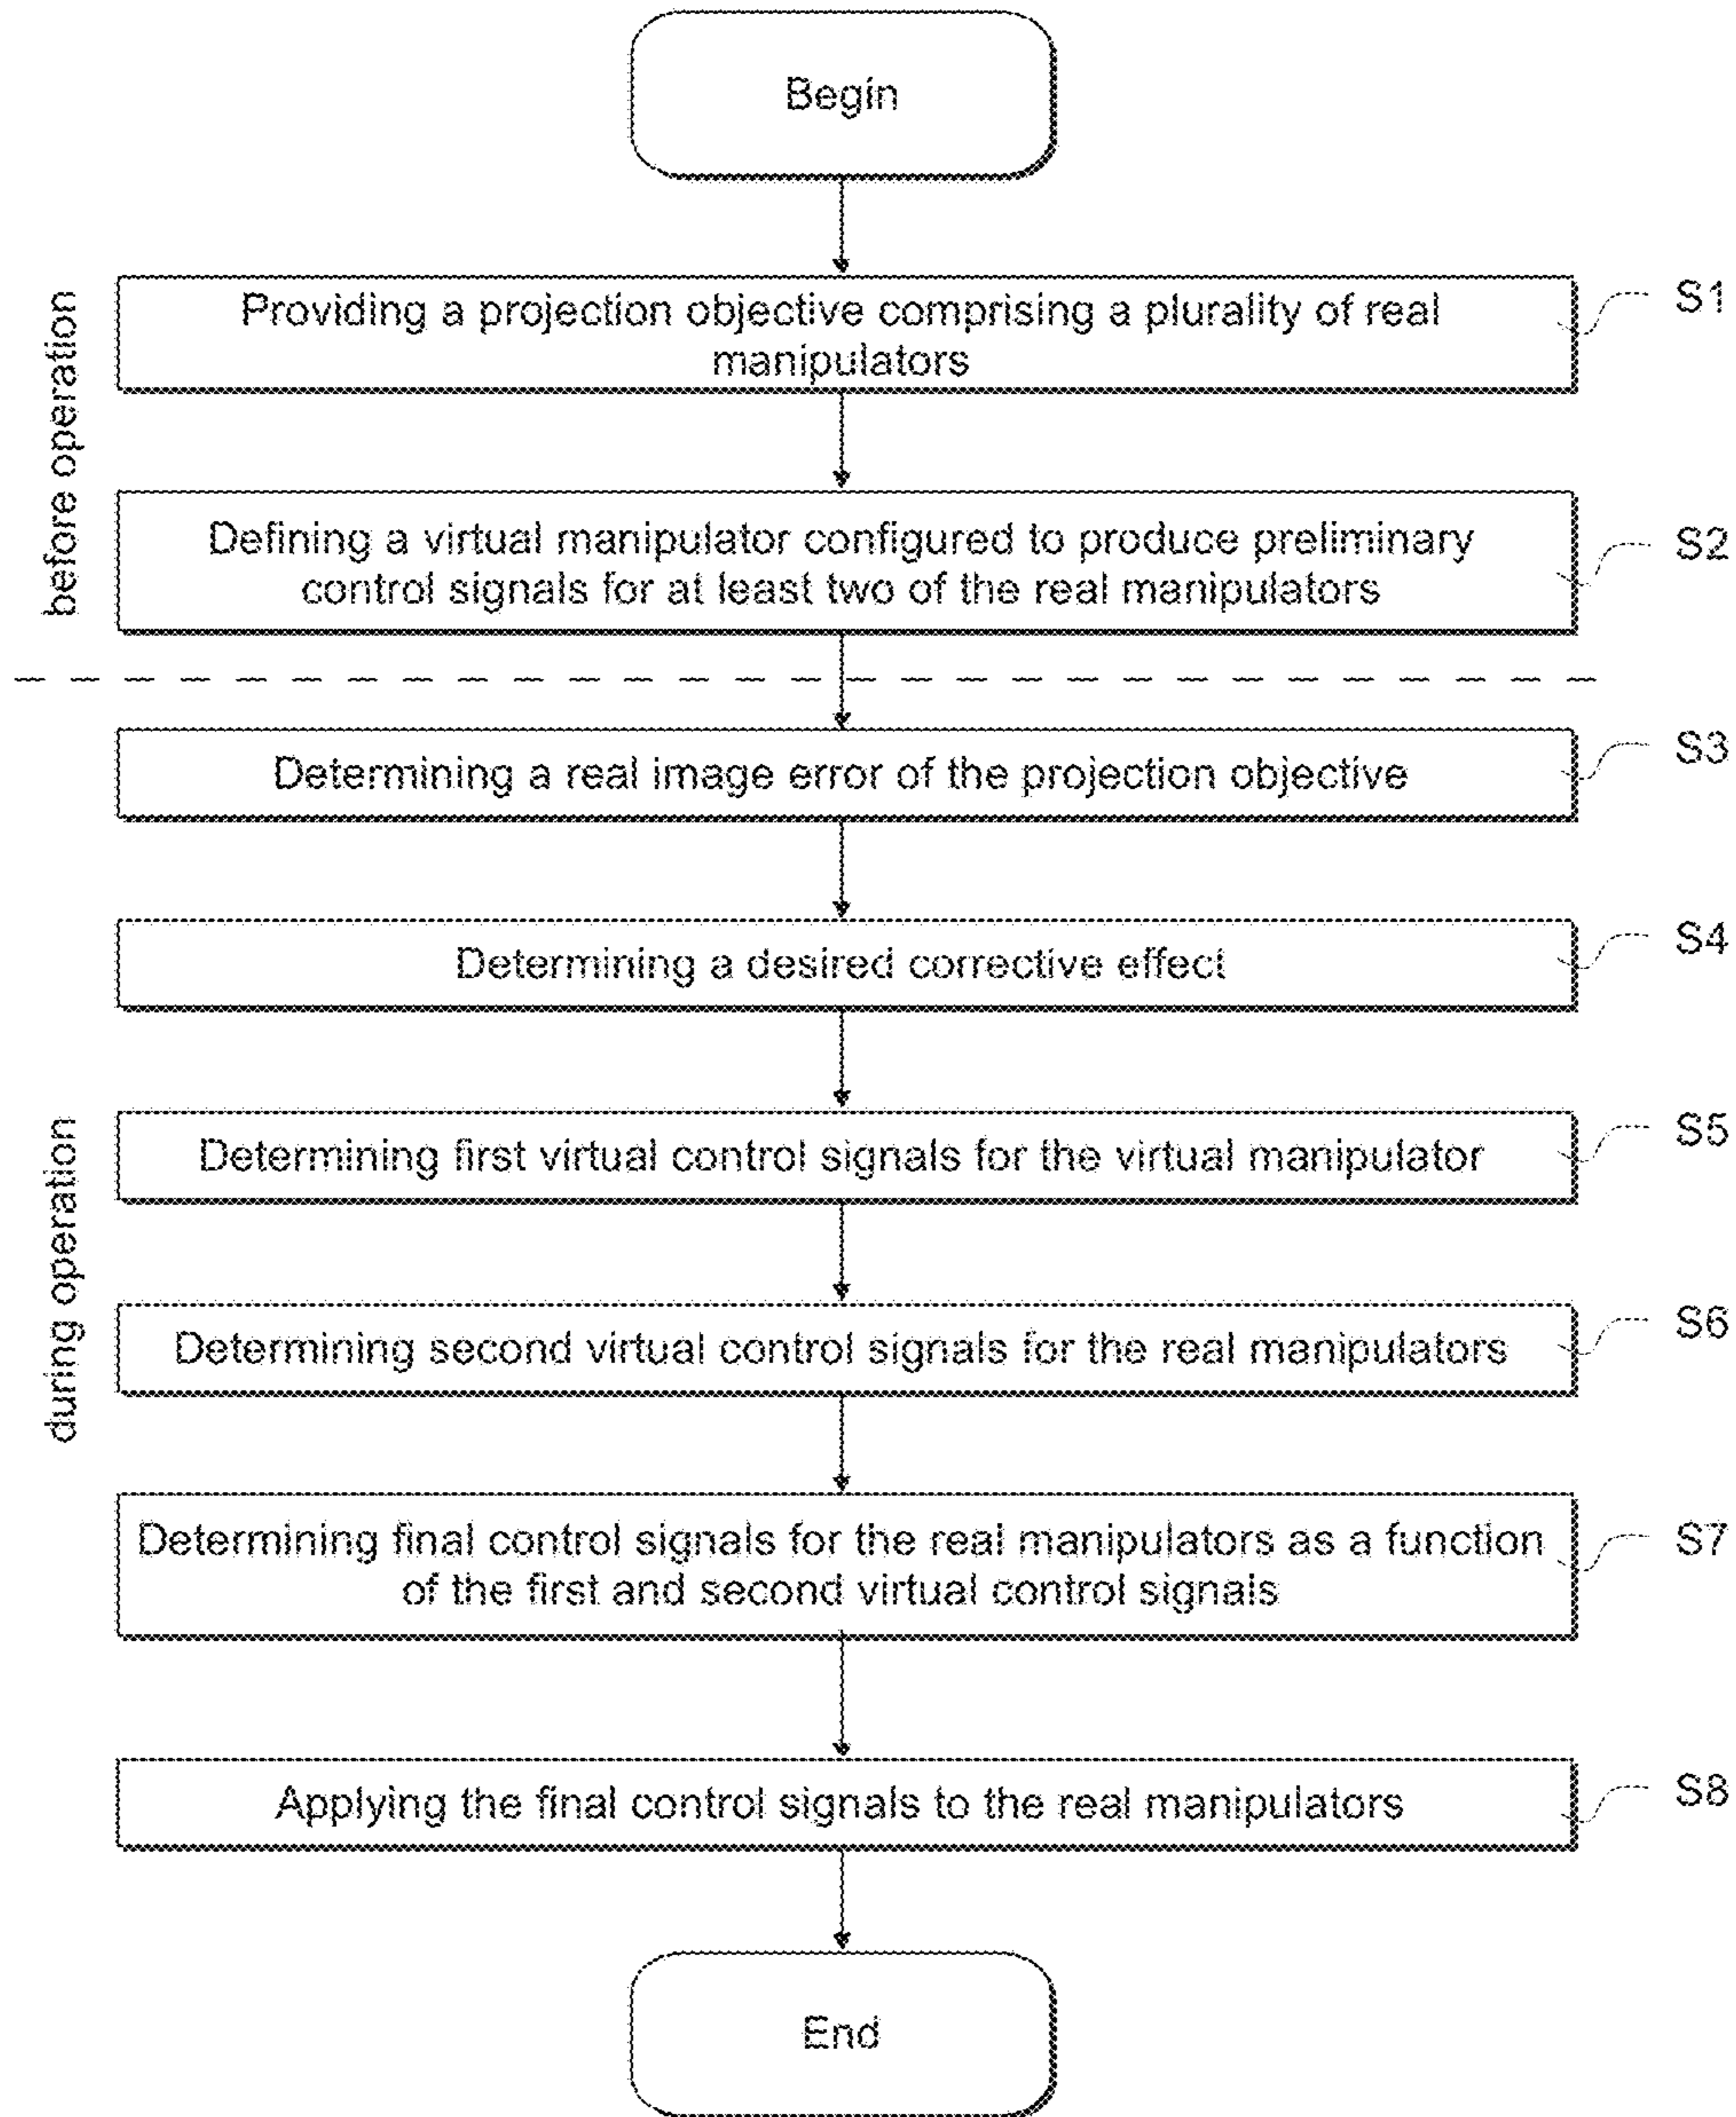 Begin
before operation
Providing a projection objective comprising a plurality of real
manipulators
S1
Defining a virtual manipulator configured to produce preliminary
control signals for at least two of the real manipulators
S2
during operation
Determining a real image error of the projection objective
S3
Determining a desired corrective effect
S4
Determining first virtual control signals for the virtual manipulator
S5
Determining second virtual control signals for the real manipulators
S6
Determining final control signals for the real manipulators as a function
of the first and second virtual control signals
S7
Applying the final control signals to the real manipulators
S8
End